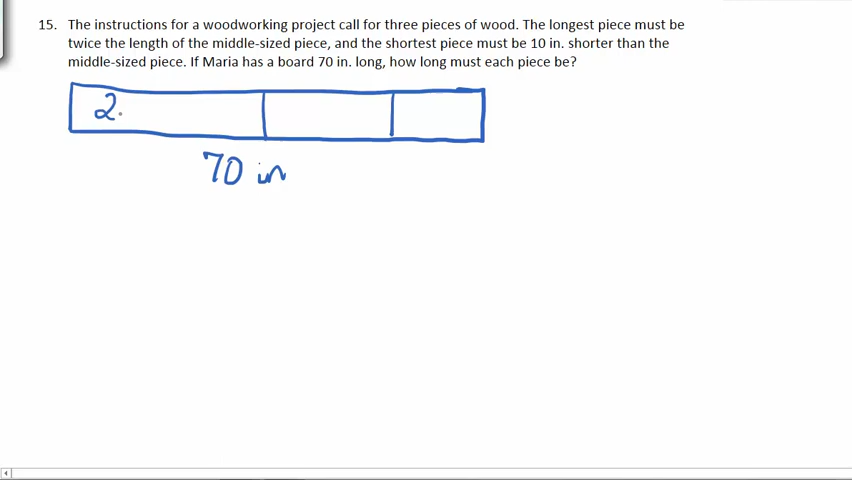 15. The instructions for a woodworking project call for three pieces of wood. The longest piece must be
twice the length of the middle-sized piece, and the shortest piece must be 10 in. shorter than the
middle-sized piece. If Maria has a board 70 in. long, how long must each piece be?
2.
70 in